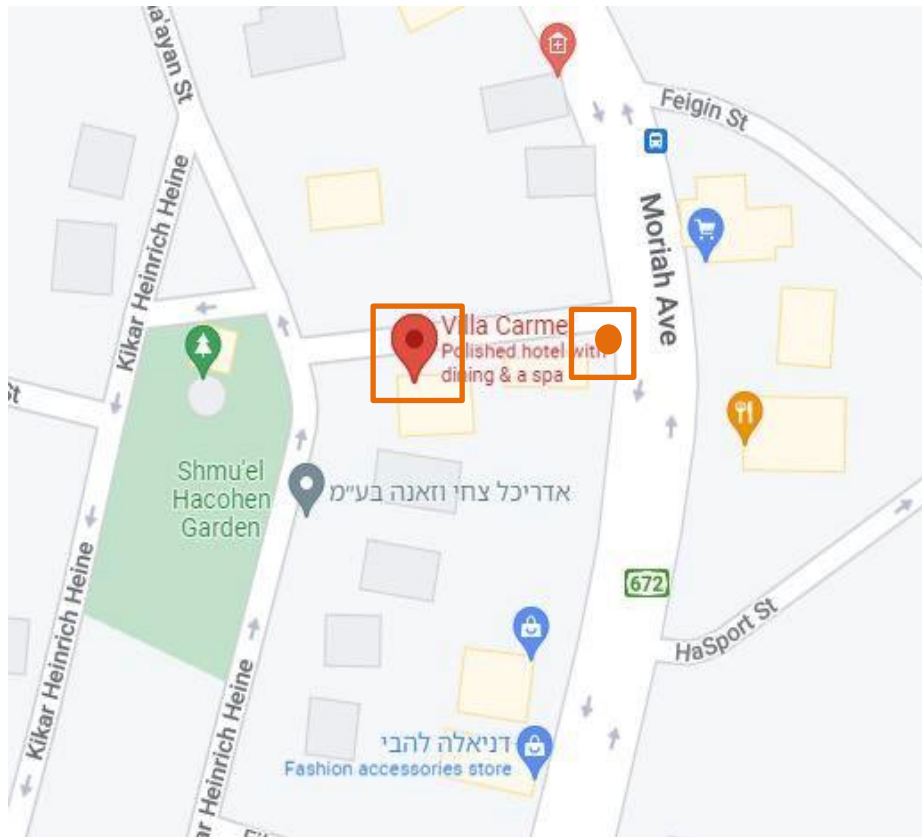 a'ayan St
Feigin St
Kikar Heinrich Heine
Moriah Ave
Villa Carme
Polished hotel with
dining & a spa
St
Shmu'el
Hacohen
Garden
אדריכל צחי וזאנה בע״מ
672
HaSport St
Kikar Heinrich Heine
ar Heinrich Heine
דניאלה להבי
Fashion accessories store